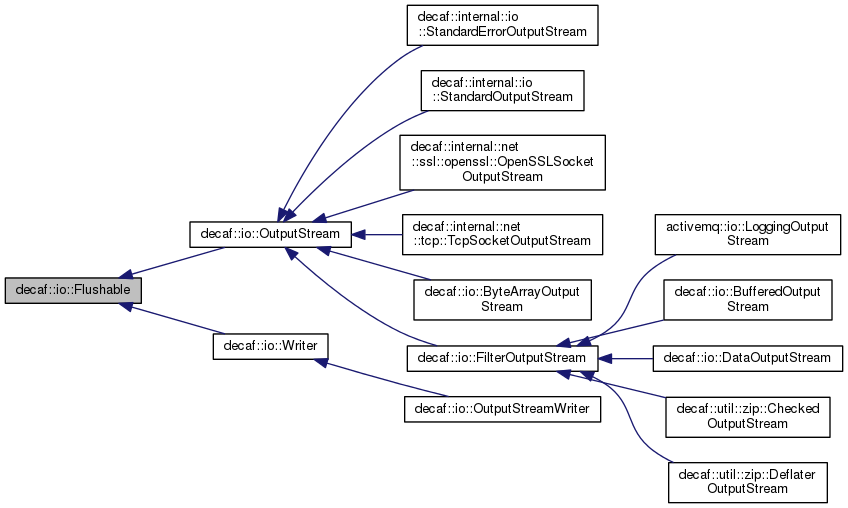 decaf::internal::io
::StandardErrorOutputStream
decaf::internal::io
::StandardOutputStream
decaf::internal::net
::ssl::openssl::OpenSSLSocket
OutputStream
decaf::io::OutputStream
decaf::internal::net
::tcp::TcpSocketOutputStream
activemq::io::LoggingOutput
Stream
decaf::io::Flushable
decaf::io::ByteArrayOutput
Stream
decaf::io::BufferedOutput
Stream
decaf::io::Writer
decaf::io::FilterOutputStream
decaf::io::DataOutputStream
decaf::io::OutputStreamWriter
decaf::util::zip::Checked
OutputStream
decaf::util::zip::Deflater
OutputStream